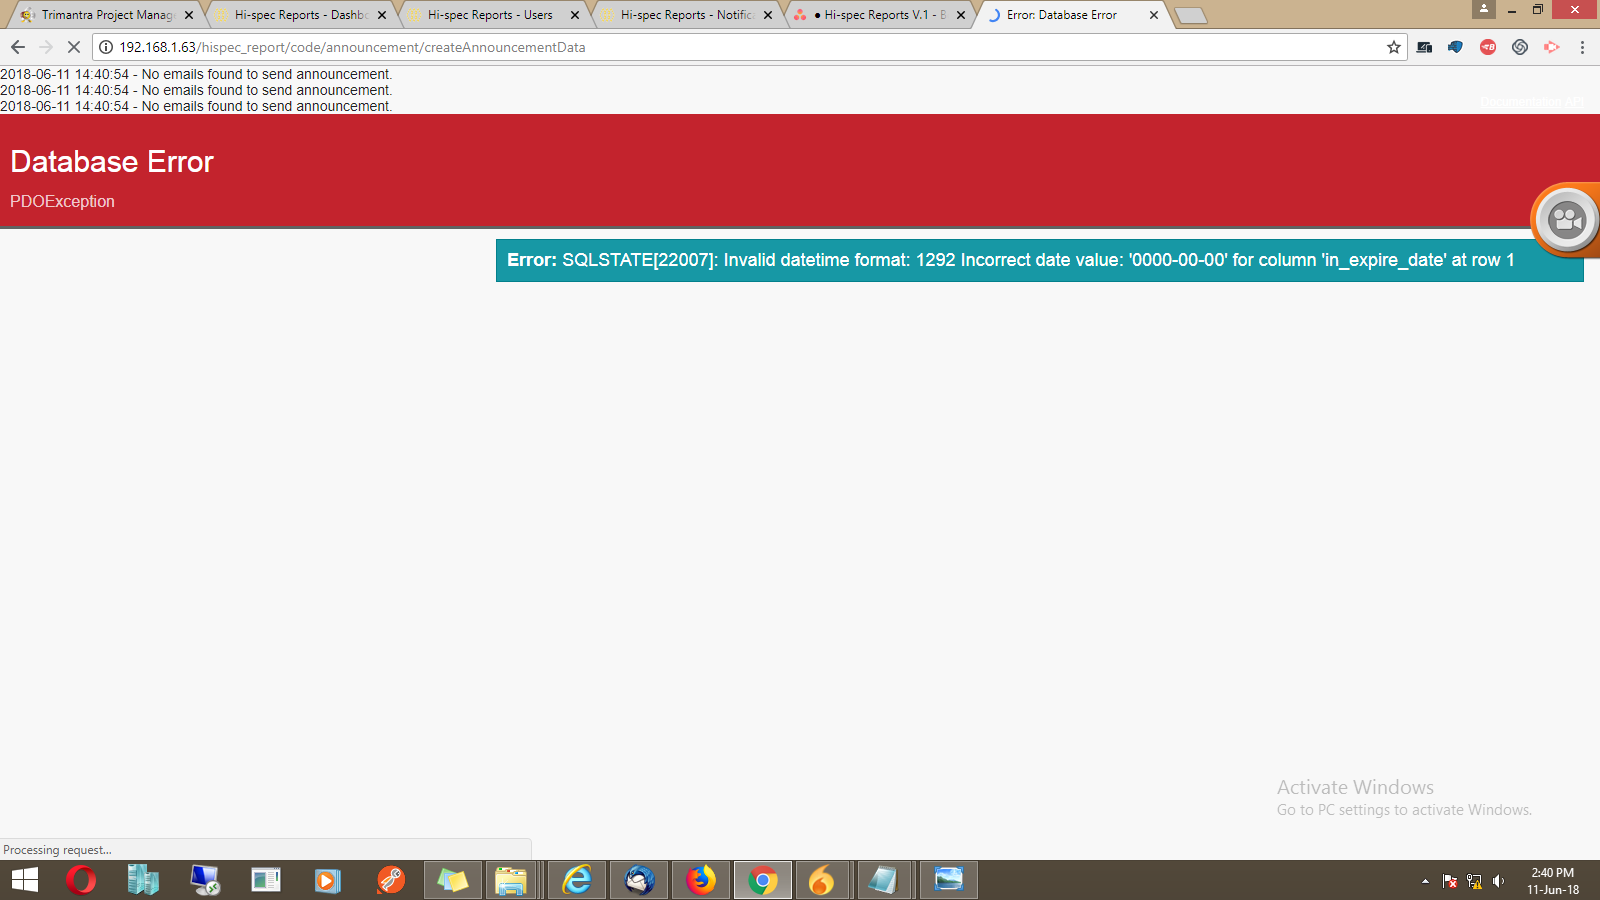 Trimantra Project Manag
Hi-spec Reports - Dashbo
Hi-spec Reports - Users
Hi-spec Reports - Notific
● Hi-spec Reports V.1 - B
Error: Database Error
192.168.1.63/hispec_report/code/announcement/createAnnouncementData
2018-06-11 14:40:54 - No emails found to send announcement.
2018-06-11 14:40:54 - No emails found to send announcement.
2018-06-11 14:40:54 - No emails found to send announcement.
Documentation API
Database Error
PDOException
Error: SQLSTATE[22007]: Invalid datetime format: 1292 Incorrect date value: '0000-00-00' for column 'in_expire_date' at row 1
Activate Windows
Go to PC settings to activate Windows.
Processing request...
2:40 PM
11-Jun-18